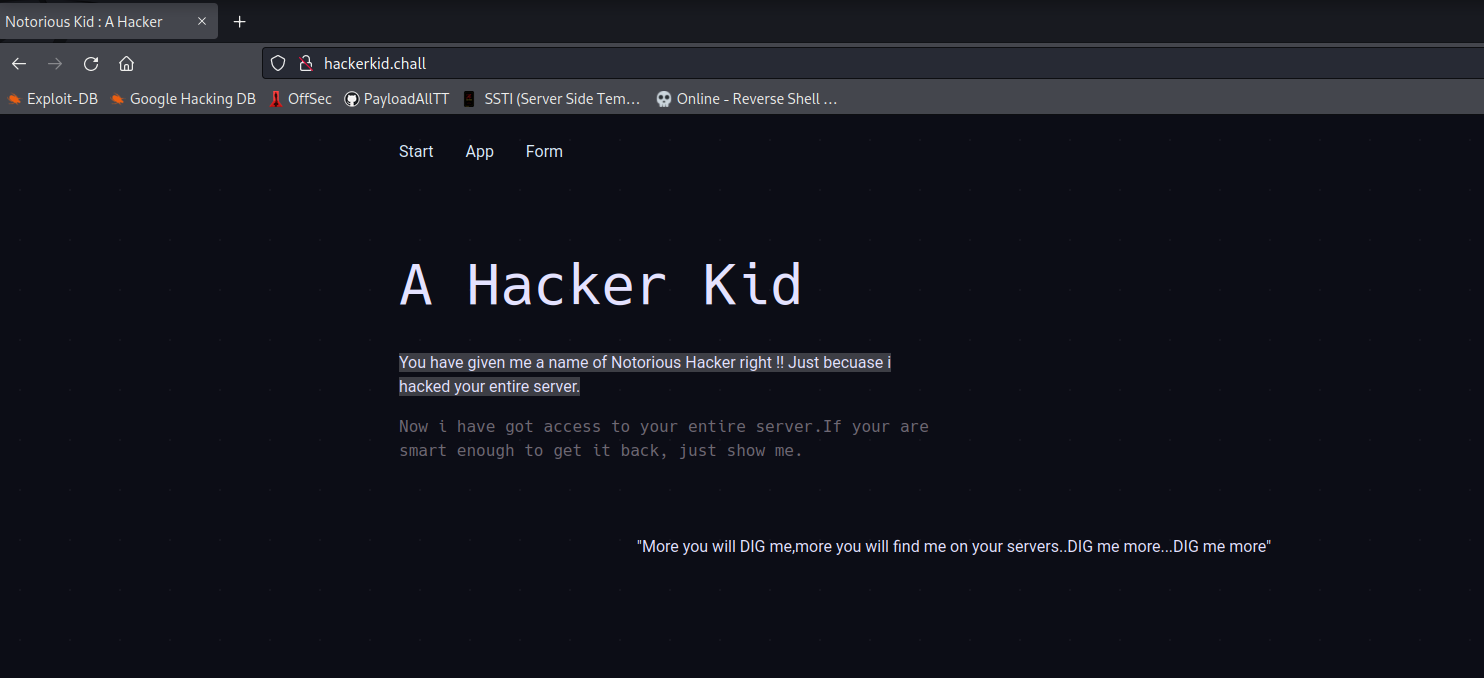 Notorious Kid : A Hacker
hackerkid.chall
Exploit-DB
Google Hacking DB
OffSec
PayloadAllTT
SSTI (Server Side Tem…
Online - Reverse Shell …
Start
App
Form
A Hacker Kid
You have given me a name of Notorious Hacker right !! Just becuase i
hacked your entire server.
Now i have got access to your entire server.If your are
smart enough to get it back, just show me.
"More you will DIG me,more you will find me on your servers..DIG me more...DIG me more"